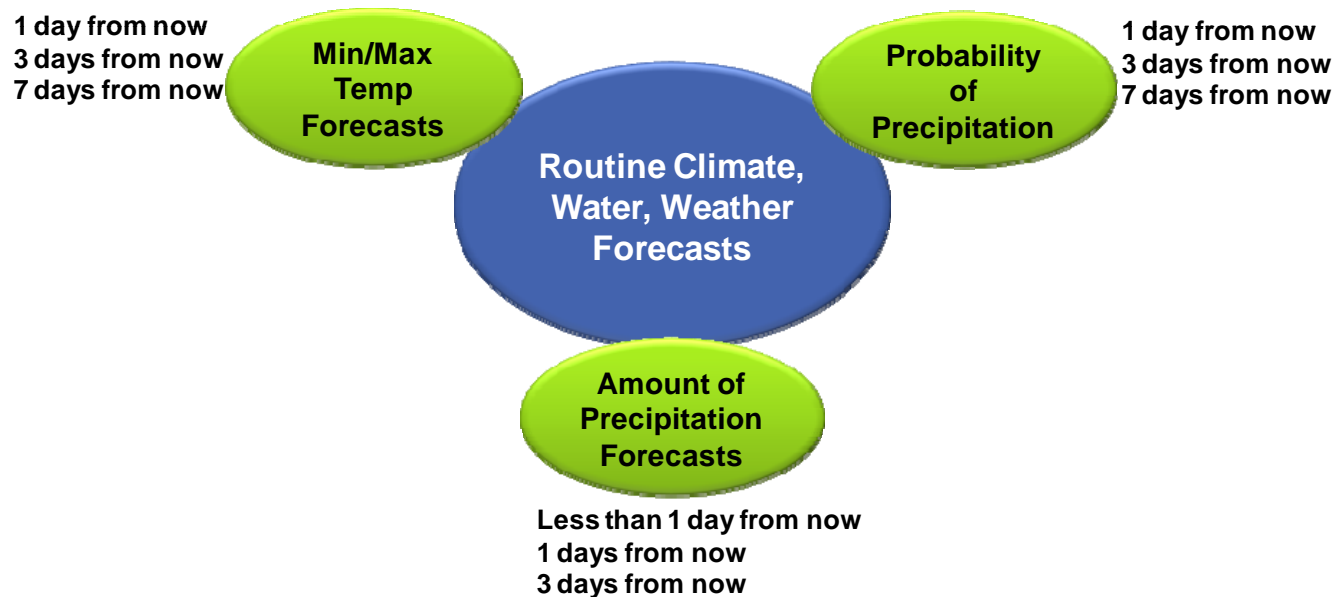 1 day from now
3 days from now
7 days from now
Min/Max
Temp
Forecasts
Probability
of
Precipitation
1 day from now
3 days from now
7 days from now
Routine Climate,
Water, Weather
Forecasts
Amount of
Precipitation
Forecasts
Less than 1 day from now
1 days from now
3 days from now